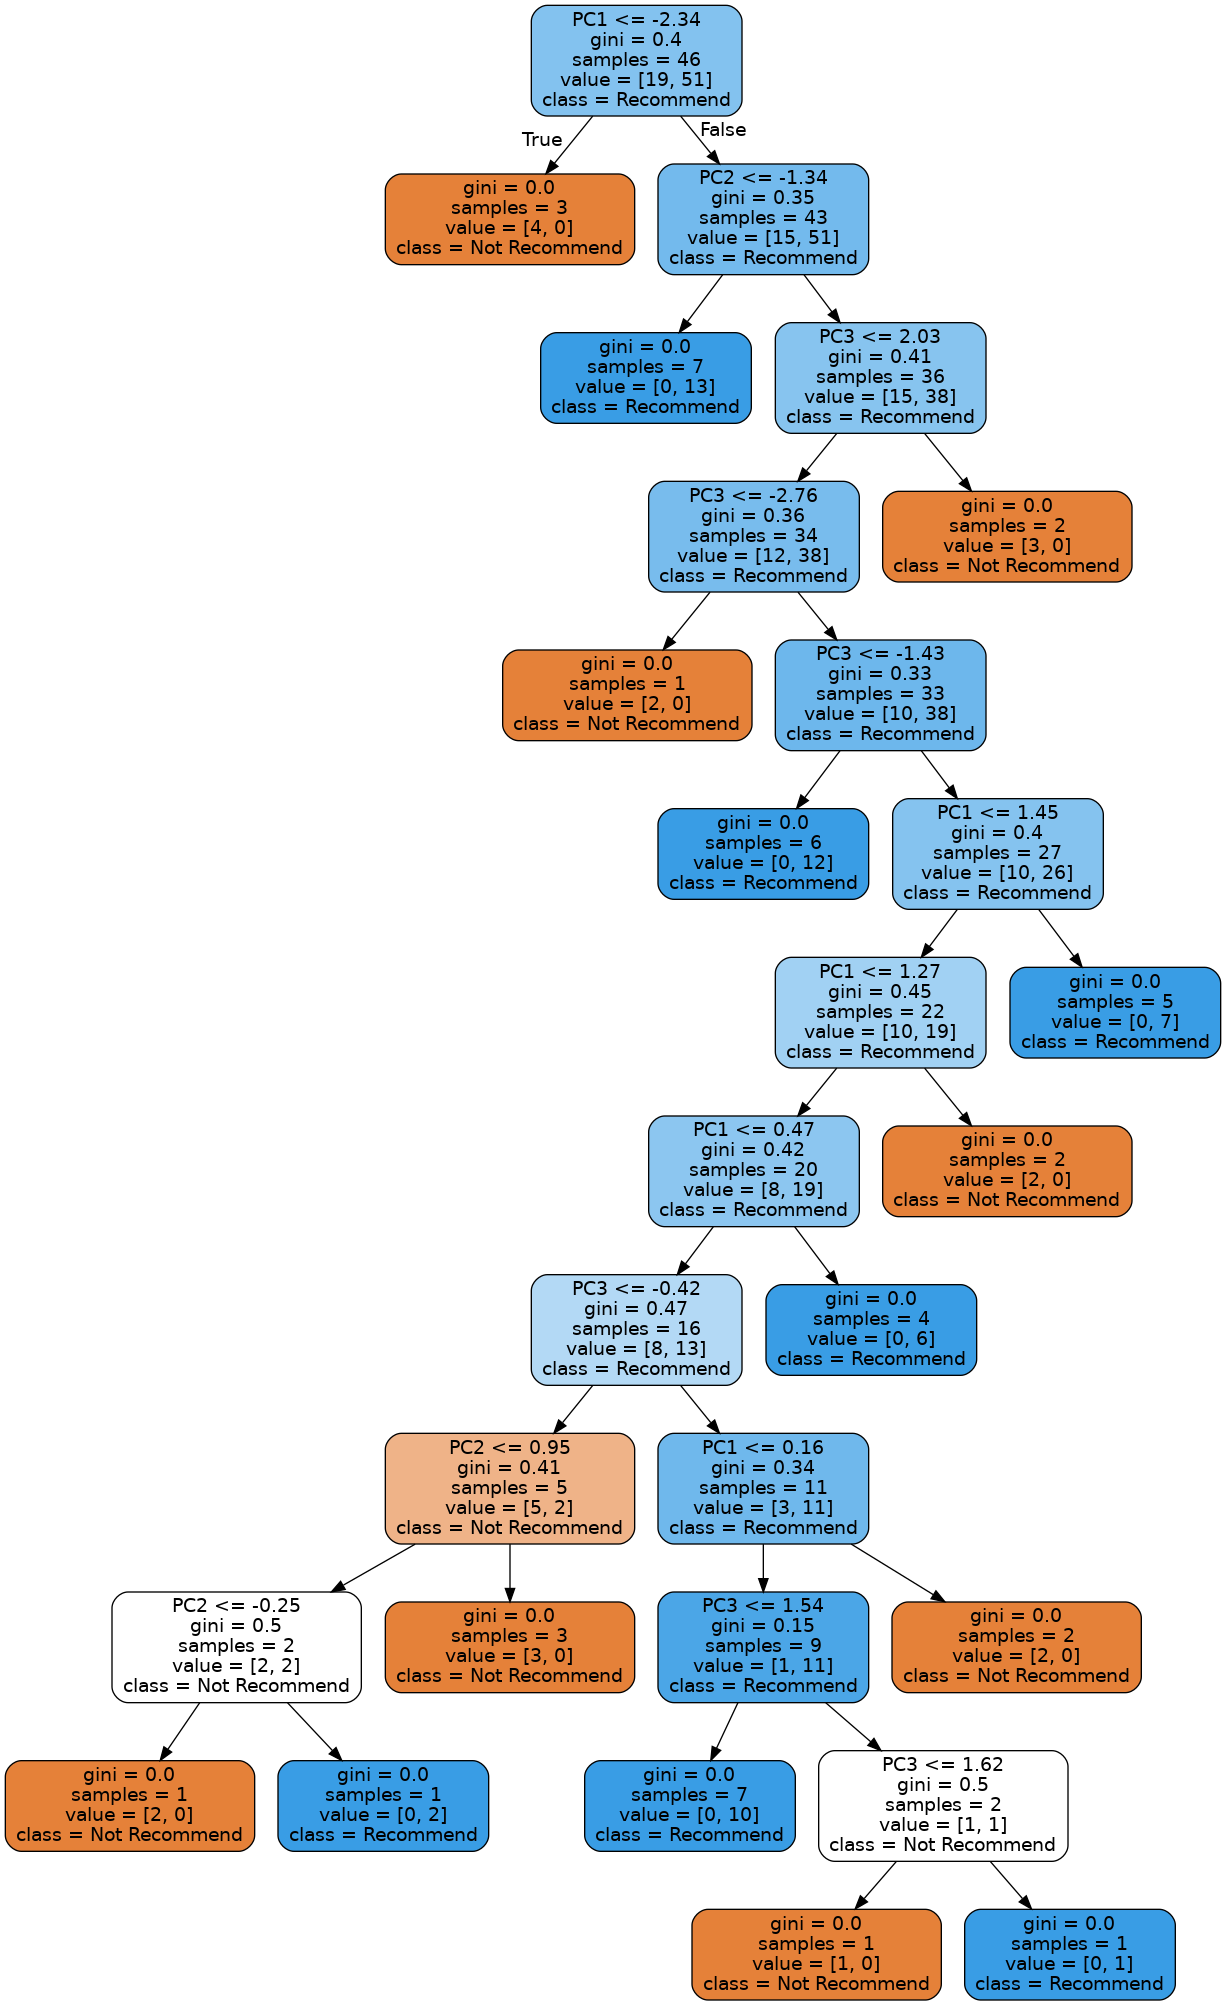 PC1 <= -2.34
gini = 0.4
samples = 46
value = [19, 51]
class = Recommend
True
False
gini = 0.0
samples = 3
value = [4, 0]
class = Not Recommend
PC2 <= -1.34
gini = 0.35
samples = 43
value = [15, 51]
class = Recommend
gini = 0.0
samples = 7
value = [0, 13]
class = Recommend
PC3 <= 2.03
gini = 0.41
samples = 36
value = [15, 38]
class = Recommend
PC3 <= -2.76
gini = 0.36
samples = 34
value = [12, 38]
class = Recommend
gini = 0.0
samples = 2
value = [3, 0]
class = Not Recommend
gini = 0.0
samples = 1
value = [2, 0]
class = Not Recommend
PC3 <= -1.43
gini = 0.33
samples = 33
value = [10, 38]
class = Recommend
gini = 0.0
samples = 6
value = [0, 12]
class = Recommend
PC1 <= 1.45
gini = 0.4
samples = 27
value = [10, 26]
class = Recommend
PC1 <= 1.27
gini = 0.45
samples = 22
value = [10, 19]
class = Recommend
gini = 0.0
samples = 5
value = [0, 7]
class = Recommend
PC1 <= 0.47
gini = 0.42
samples = 20
value = [8, 19]
class = Recommend
gini = 0.0
samples = 2
value = [2, 0]
class = Not Recommend
PC3 <= -0.42
gini = 0.47
samples = 16
value = [8, 13]
class = Recommend
gini = 0.0
samples = 4
value = [0, 6]
class = Recommend
PC2 <= 0.95
gini = 0.41
samples = 5
value = [5, 2]
class = Not Recommend
PC1 <= 0.16
gini = 0.34
samples = 11
value = [3, 11]
class = Recommend
PC2 <= -0.25
gini = 0.5
samples = 2
value = [2, 2]
class = Not Recommend
gini = 0.0
samples = 3
value = [3, 0]
class = Not Recommend
PC3 <= 1.54
gini = 0.15
samples = 9
value = [1, 11]
class = Recommend
gini = 0.0
samples = 2
value = [2, 0]
class = Not Recommend
gini = 0.0
samples = 1
value = [2, 0]
class = Not Recommend
gini = 0.0
samples = 1
value = [0, 2]
class = Recommend
gini = 0.0
samples = 7
value = [0, 10]
class = Recommend
PC3 <= 1.62
gini = 0.5
samples = 2
value = [1, 1]
class = Not Recommend
gini = 0.0
samples = 1
value = [1, 0]
class = Not Recommend
gini = 0.0
samples = 1
value = [0, 1]
class = Recommend